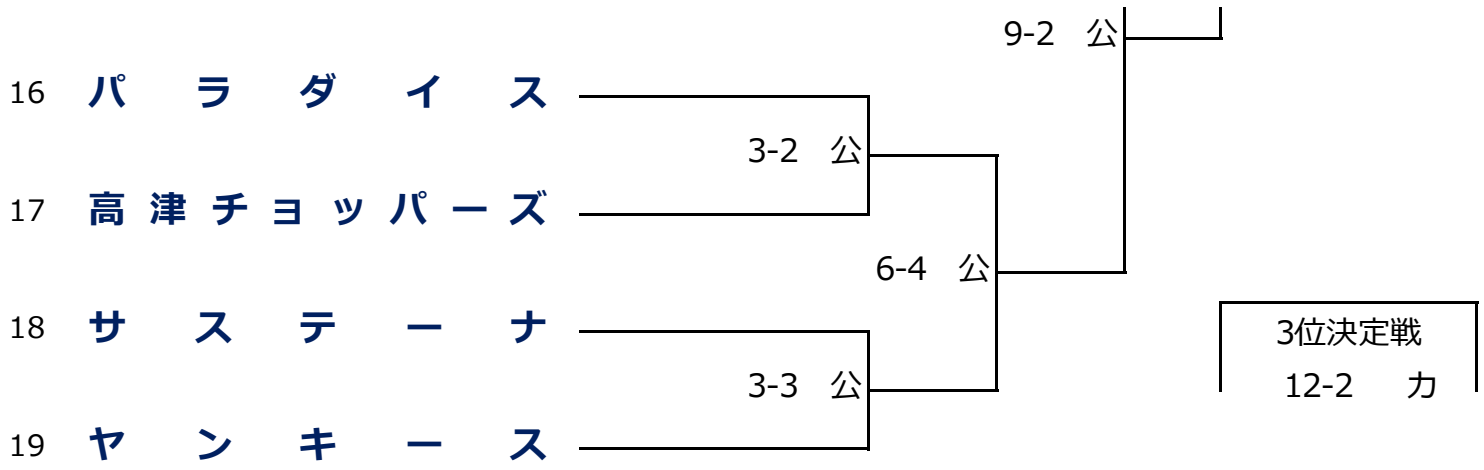 9-2 公
16 パラダイス
3-2 公
17 高津チョッパーズ
6-4 公
18 サステーナ
3位決定戦
3-3 公
12-2 カ
19 ヤンキース